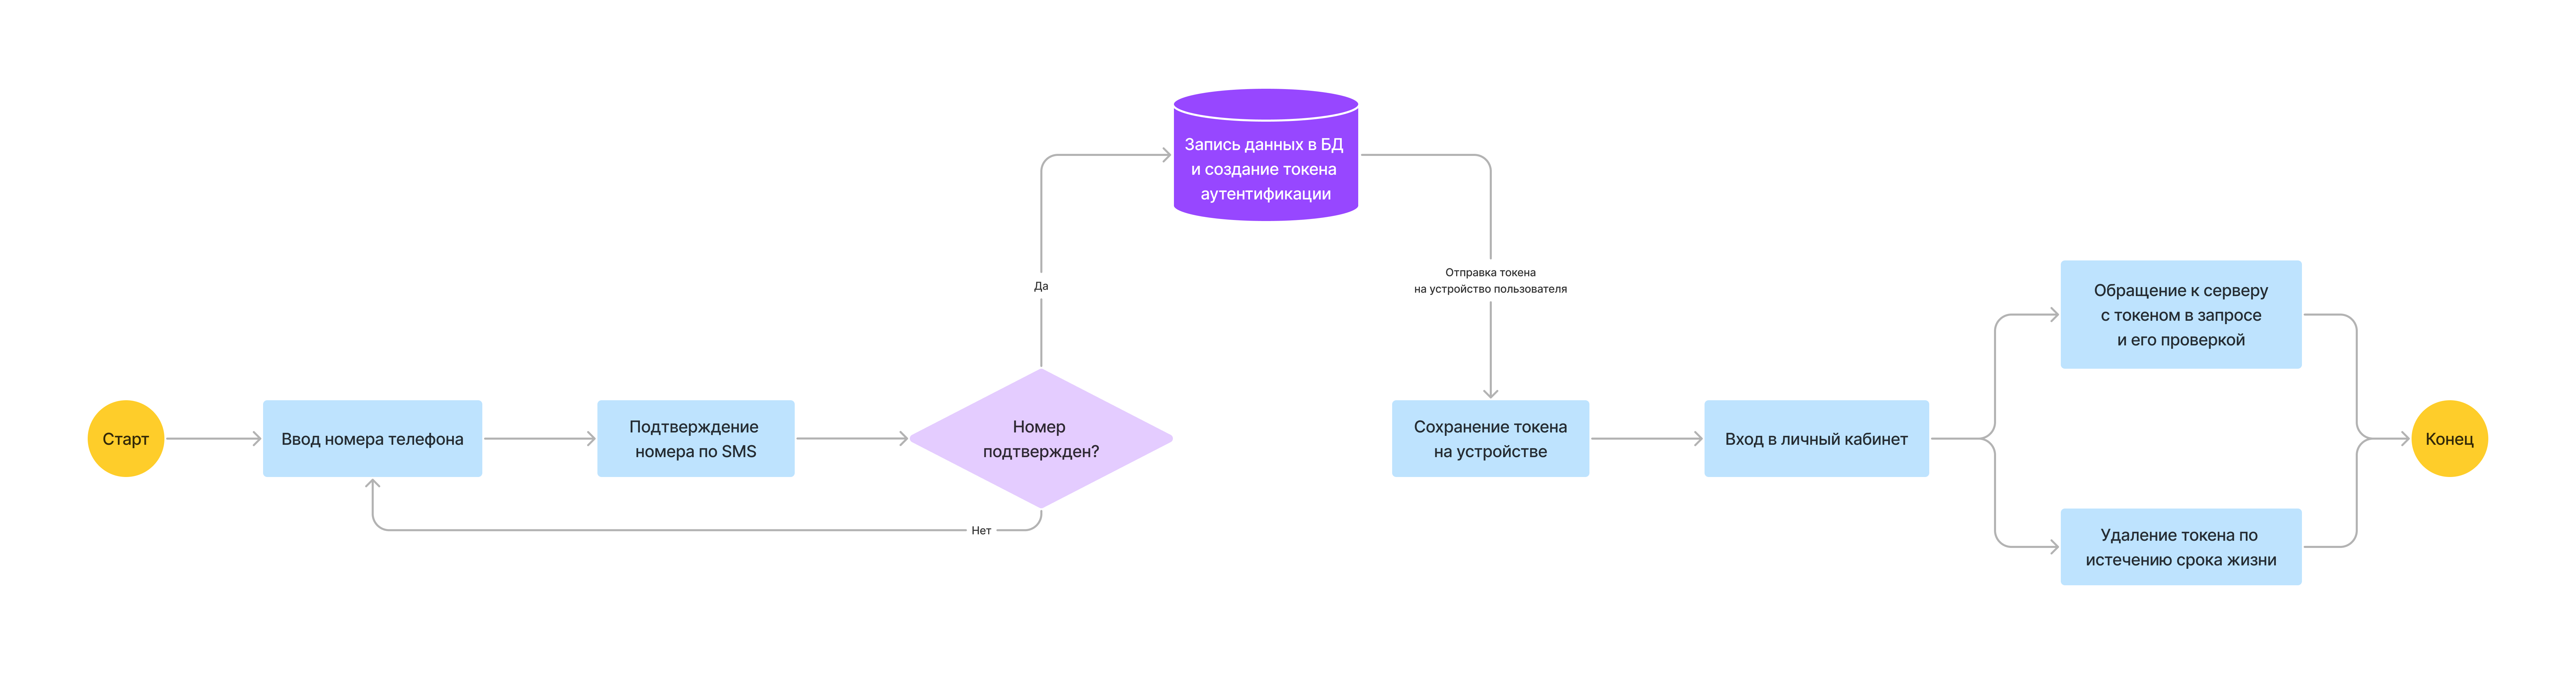 Старт
Ввод номера телефона
Подтверждение
номера по SMS
Номер
подтвержден?
Да
Нет
Запись данных в БД
и создание токена
аутентификации
Отправка токена
на устройство пользователя
Сохранение токена
на устройстве
Вход в личный кабинет
Обращение к серверу
с токеном в запросе
и его проверкой
Удаление токена по
истечению срока жизни
Конец